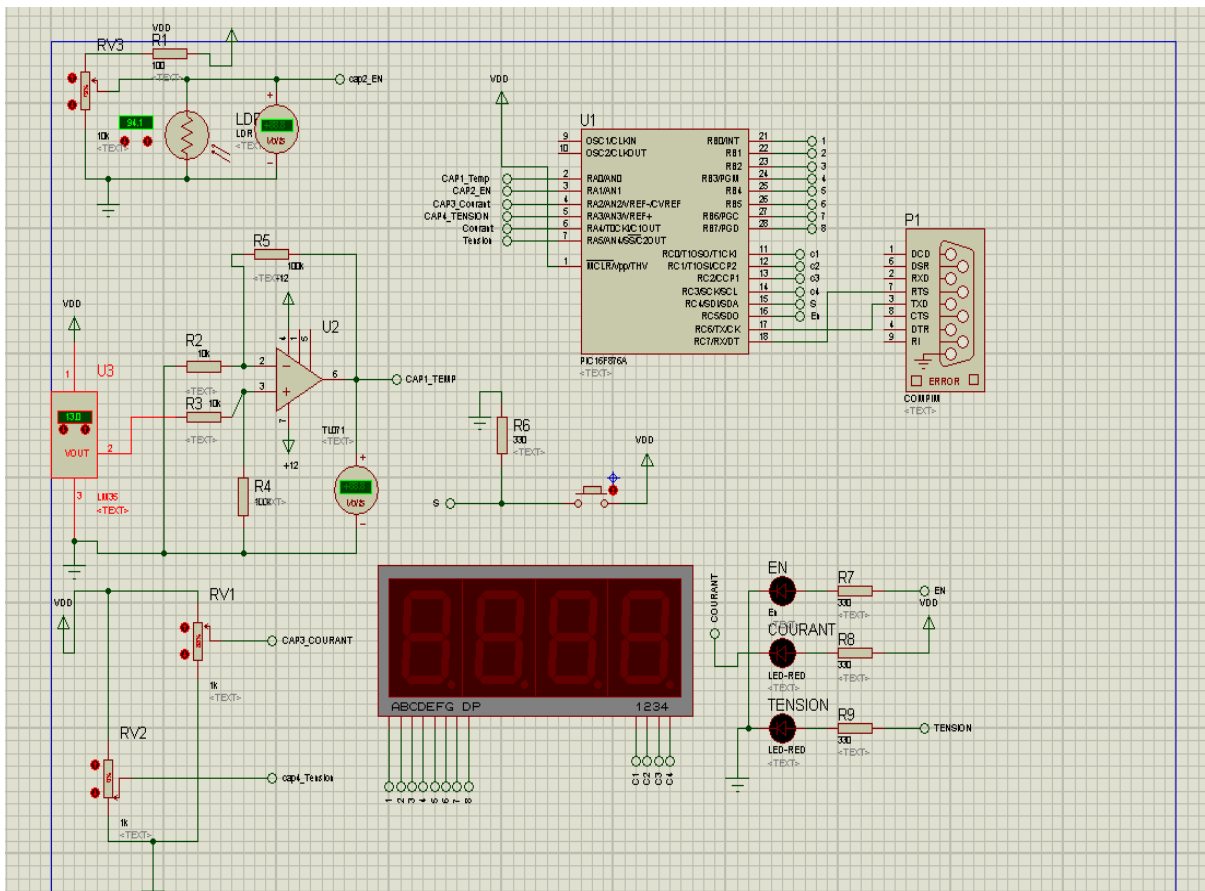 VDD
RV3
R1
100
<TEXT>
cap2_EN
94.1
10k
<TEXT>
LDR
<TEXT>
Volts
VDD
U1
9 OSC1/CLKIN RB0/INT 21 1
10 OSC2/CLKOUT RB1 22 2
RB2 23 3
CAP1_Temp 2 RA0/AN0 RB3/PGM 24 4
CAP2_EN 3 RA1/AN1 RB4 25 5
CAP3_Courant 4 RA2/AN2/VREF-/CVREF RB5 26 6
CAP4_TENSION 5 RA3/AN3/VREF+ RB6/PGC 27 7
Courant 6 RA4/T0CKI/C1OUT RB7/PGD 28 8
Tension 7 RA5/AN4/SS/C2OUT
RC0/T1OSO/T1CKI 11 c1
1 MCLR/Vpp/THV RC1/T1OSI/CCP2 12 c2
RC2/CCP1 13 c3
RC3/SCK/SCL 14 c4
RC4/SDI/SDA 15 S
RC5/SDO 16 En
RC6/TX/CK 17
RC7/RX/DT 18
PIC16F876A
<TEXT>
P1
1 DCD
6 DSR
2 RXD
7 RTS
3 TXD
8 CTS
4 DTR
9 RI
ERROR
COMPIM
<TEXT>
R5
100k
<TEXT>
+12
VDD
U2
4 1 5
R2
10k
<TEXT>
2
3
6
7
CAP1_TEMP
TL071
<TEXT>
+12
U3
1
13.0
VOUT
2
3
LM35
<TEXT>
R3
10k
<TEXT>
R4
100k
<TEXT>
Volts
R6
330
<TEXT>
VDD
S
VDD
RV1
CAP3_COURANT
1k
<TEXT>
RV2
cap4_Tension
1k
<TEXT>
ABCDEFG DP
1234
1
2
3
4
5
6
7
8
C1
C2
C3
C4
COURANT
EN
En
<TEXT>
R7
330
<TEXT>
EN
VDD
COURANT
LED-RED
<TEXT>
R8
330
<TEXT>
TENSION
LED-RED
<TEXT>
R9
330
<TEXT>
TENSION